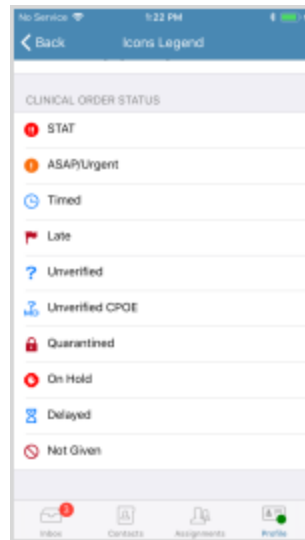 No Service 1:22 PM
Back Icons Legend
CLINICAL ORDER STATUS
STAT
ASAP/Urgent
Timed
Late
Unverified
Unverified CPOE
Quarantined
On Hold
Delayed
Not Given
3
Inbox Contacts Assignments Profile